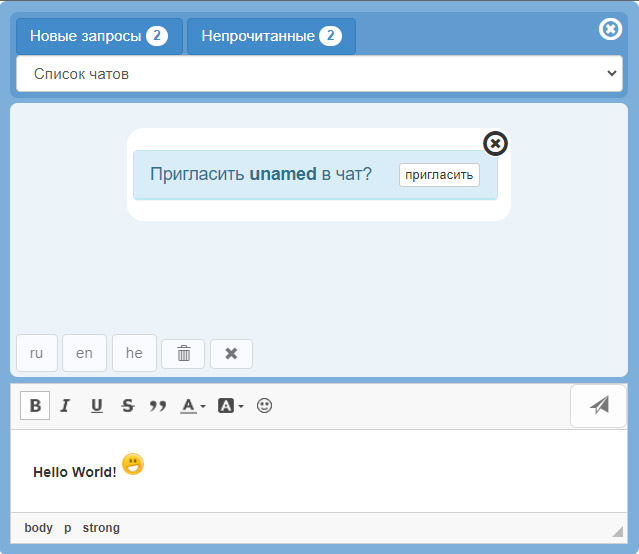 Новые запросы 2 Непрочитанные 2
Список чатов
Пригласить unamed в чат? пригласить
ru en he
B I U S A A
Hello World!
body p strong